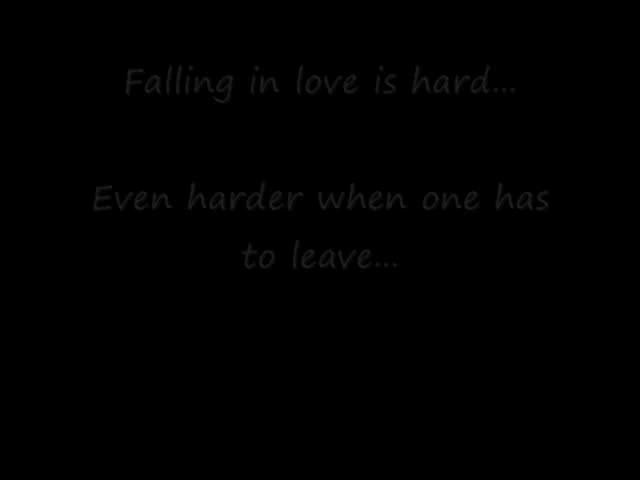 Falling in love is hard...
Even harder when one has
to leave...